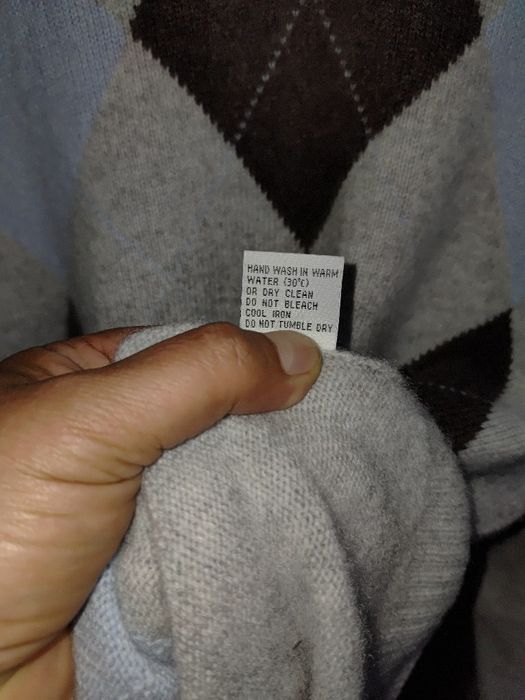 HAND WASH IN WARM
WATER (30°C)
OR DRY CLEAN
DO NOT BLEACH
COOL IRON
DO NOT TUMBLE DRY